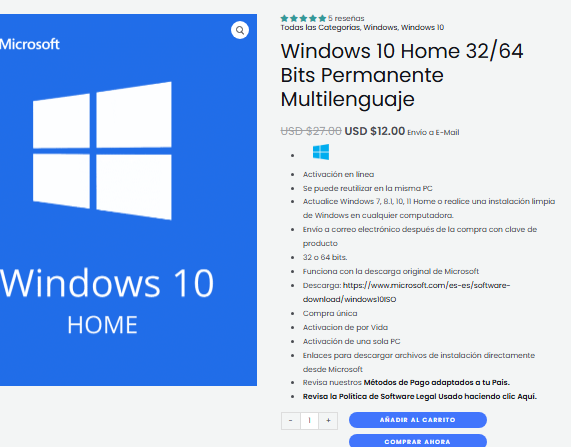 Microsoft
Windows 10
HOME
5 reseñas
Todas las Categorias, Windows, Windows 10
Windows 10 Home 32/64
Bits Permanente
Multilenguaje
USD $27.00 USD $12.00 Envío a E-Mail
Activación en línea
Se puede reutilizar en la misma PC
Actualice Windows 7, 8.1, 10, 11 Home o realice una instalación limpia
de Windows en cualquier computadora.
Envío a correo electrónico después de la compra con clave de
producto
32 o 64 bits.
Funciona con la descarga original de Microsoft
Descarga: https://www.microsoft.com/es-es/software-
download/windows10ISO
Compra única
Activacion de por Vida
Activación de una sola PC
Enlaces para descargar archivos de instalación directamente
desde Microsoft
Revisa nuestros Métodos de Pago adaptados a tu País.
Revisa la Política de Software Legal Usado haciendo clic Aquí.
- 1 +
AÑADIR AL CARRITO
COMPRAR AHORA